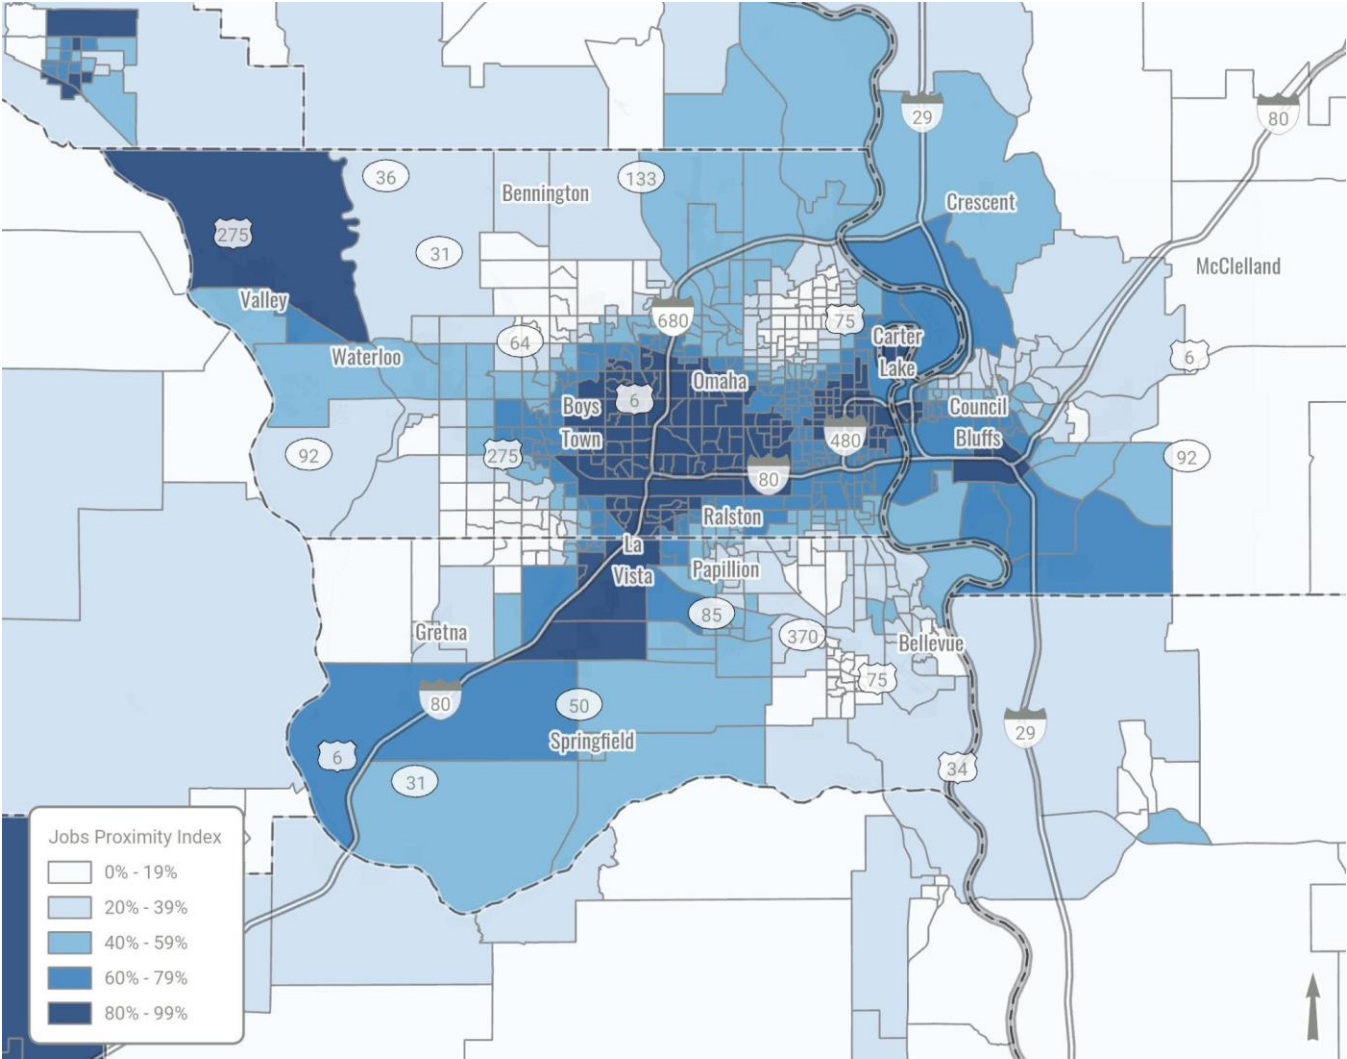 29
80
36
133
Bennington
Crescent
275
31
McClelland
Valley
680
75
64
Carter
Lake
Waterloo
6
Omaha
6
Boys
Town
Council
Bluffs
480
275
92
92
80
Ralston
La
Vista
Papillion
85
Gretna
370
Bellevue
75
80
50
29
Springfield
6
31
34
Jobs Proximity Index
0% - 19%
20% - 39%
40% - 59%
60% - 79%
80% - 99%